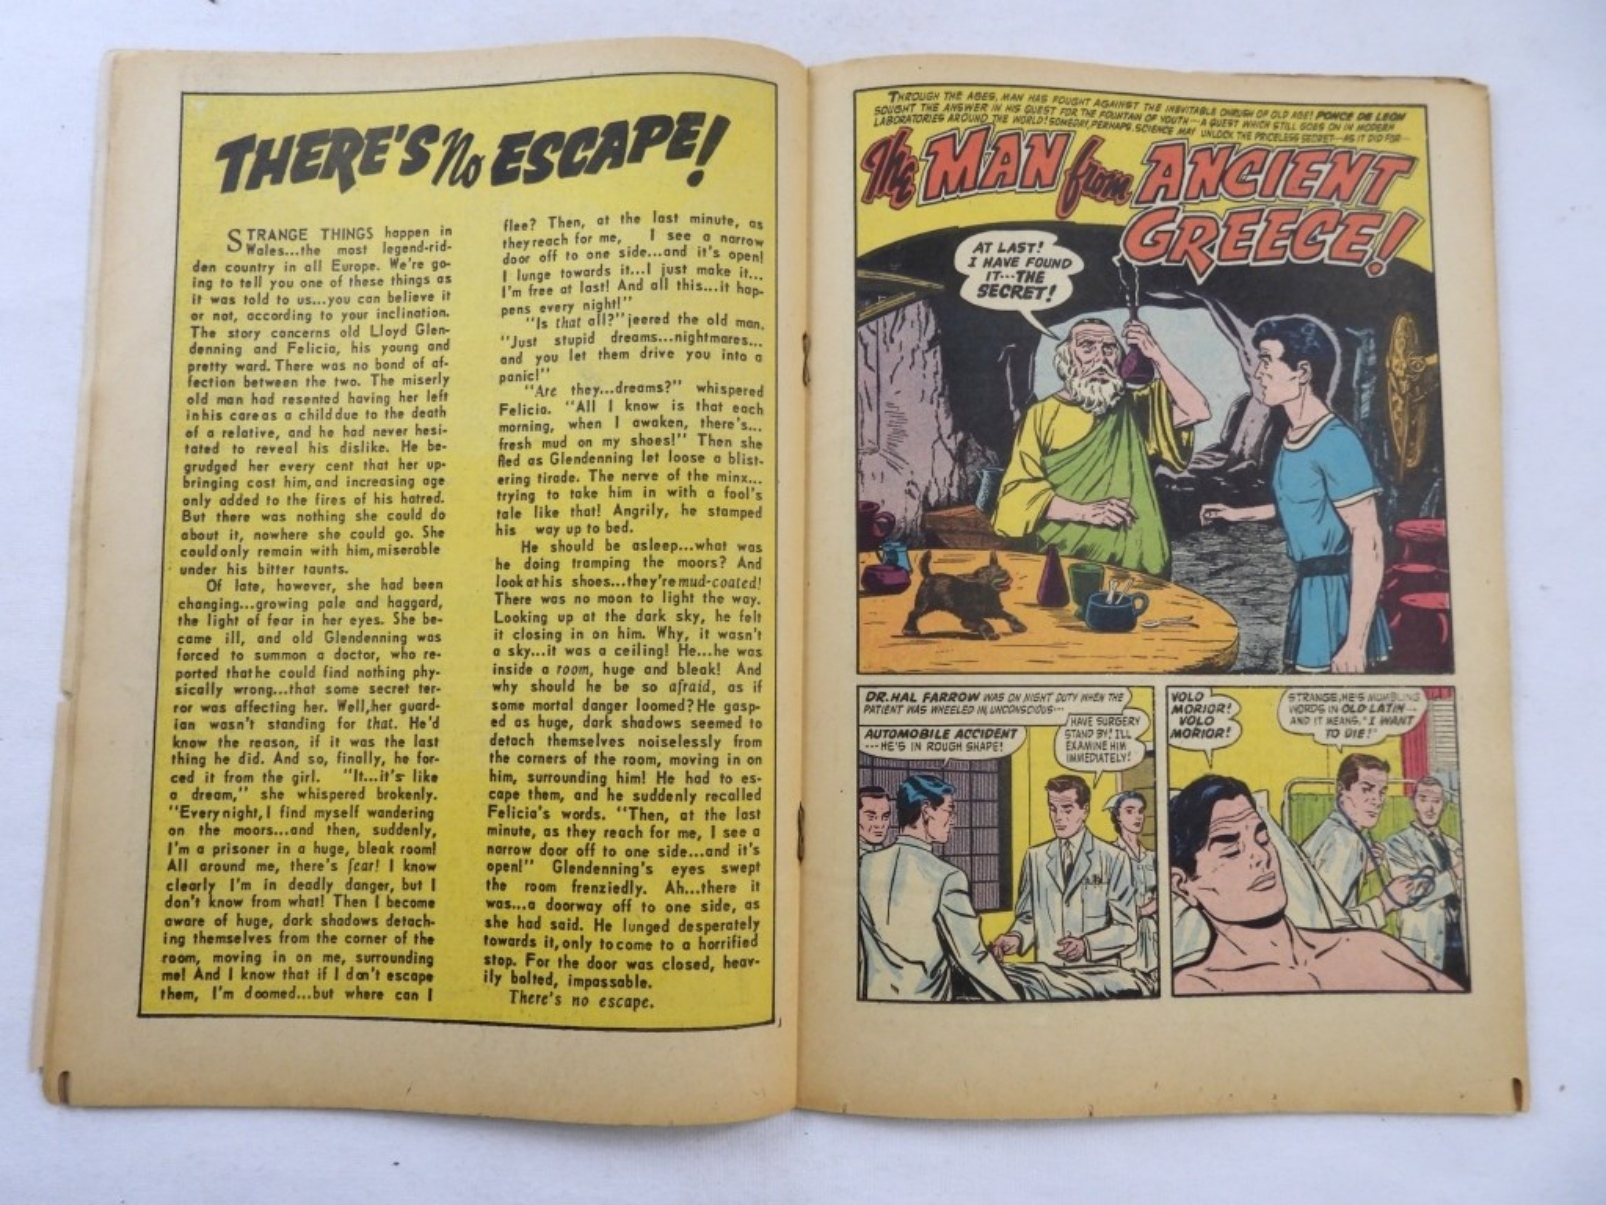 THERE'S No ESCAPE!
STRANGE THINGS happen in
Wales...the most legend-rid-
den country in all Europe. We're go-
ing to tell you one of these things as
it was told to us...you can believe it
or not, according to your inclination.
The story concerns old Lloyd Glen-
denning and Felicia, his young and
pretty ward. There was no bond of af-
fection between the two. The miserly
old man had resented having her left
in his care as a child due to the death
of a relative, and he had never hesi-
tated to reveal his dislike. He be-
grudged her every cent that her up-
bringing cost him, and increasing age
only added to the fires of his hatred.
But there was nothing she could do
about it, nowhere she could go. She
could only remain with him, miserable
under his bitter taunts.
Of late, however, she had been
changing...growing pale and haggard,
the light of fear in her eyes. She be-
came ill, and old Glendenning was
forced to summon a doctor, who re-
ported that he could find nothing phy-
sically wrong...that some secret ter-
ror was affecting her. Well, her guard-
ian wasn't standing for that. He'd
know the reason, if it was the last
thing he did. And so, finally, he for-
ced it from the girl. "It...it's like
a dream," she whispered brokenly.
"Every night, I find myself wandering
on the moors...and then, suddenly,
I'm a prisoner in a huge, bleak room!
All around me, there's fear! I know
clearly I'm in deadly danger, but I
don't know from what! Then I become
aware of huge, dark shadows detach-
ing themselves from the corner of the
room, moving in on me, surrounding
me! And I know that if I don't escape
them, I'm doomed...but where can I
flee? Then, at the last minute, as
they reach for me, I see a narrow
door off to one side...and it's open!
I lunge towards it...I just make it...
I'm free at last! And all this...it hap-
pens every night!"
"Is that all?" jeered the old man.
"Just stupid dreams...nightmares...
and you let them drive you into a
panic!"
"Are they...dreams?" whispered
Felicia. "All I know is that each
morning, when I awaken, there's...
fresh mud on my shoes!" Then she
fled as Glendenning let loose a blist-
ering tirade. The nerve of the minx...
trying to take him in with a fool's
tale like that! Angrily, he stamped
his way up to bed.
He should be asleep...what was
he doing tramping the moors? And
look at his shoes...they're mud-coated!
There was no moon to light the way.
Looking up at the dark sky, he felt
it closing in on him. Why, it wasn't
a sky...it was a ceiling! He...he was
inside a room, huge and bleak! And
why should he be so afraid, as if
some mortal danger loomed? He gasp-
ed as huge, dark shadows seemed to
detach themselves noiselessly from
the corners of the room, moving in on
him, surrounding him! He had to es-
cape them, and he suddenly recalled
Felicia's words. "Then, at the last
minute, as they reach for me, I see a
narrow door off to one side...and it's
open!" Glendenning's eyes swept
the room frenziedly. Ah...there it
was...a doorway off to one side, as
she had said. He lunged desperately
towards it, only to come to a horrified
stop. For the door was closed, heav-
ily bolted, impassable.
There's no escape.
THROUGH THE AGES, MAN HAS FOUGHT AGAINST THE INEVITABLE ONRUSH OF OLD AGE! PONCE DE LEON
SOUGHT THE ANSWER IN HIS QUEST FOR THE FOUNTAIN OF YOUTH--A QUEST WHICH STILL GOES ON IN MODERN
LABORATORIES AROUND THE WORLD! SOMEDAY, PERHAPS, SCIENCE MAY UNLOCK THE PRICELESS SECRET--AS IT DID FOR--
The MAN from ANCIENT
GREECE!
AT LAST!
I HAVE FOUND
IT---THE
SECRET!
DR. HAL FARROW WAS ON NIGHT DUTY WHEN THE
PATIENT WAS WHEELED IN, UNCONSCIOUS---
AUTOMOBILE ACCIDENT
---HE'S IN ROUGH SHAPE!
HAVE SURGERY
STAND BY! I'LL
EXAMINE HIM
IMMEDIATELY!
VOLO
MORIOR!
VOLO
MORIOR!
STRANGE. HE'S MUMBLING
WORDS IN OLD LATIN--
AND IT MEANS, "I WANT
TO DIE!"